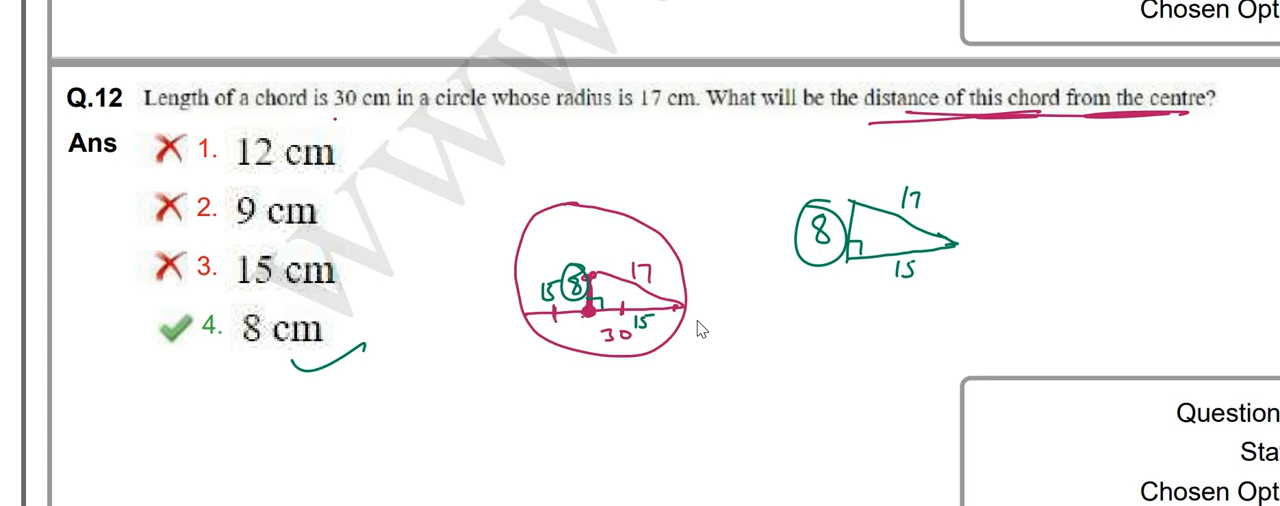 Chosen Opt
Q.12 Length of a chord is 30 cm in a circle whose radius is 17 cm. What will be the distance of this chord from the centre?
Ans 1. 12 cm
2. 9 cm
3. 15 cm
4. 8 cm
15 8 17
30 15
8 17
15
www
Question
Sta
Chosen Opt